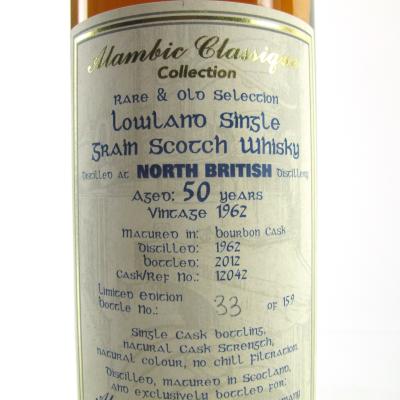 Alambic Classique
Collection
Rare & Old Selection
Lowland Single
Grain Scotch Whisky
Distilled at NORTH BRITISH Distillery
Aged: 50 years
Vintage 1962
Matured in: Bourbon Cask
Distilled: 1962
Bottled: 2012
Cask/Ref No.: 12042
Limited Edition
Bottle No.: 33 of 159
Single Cask bottling,
natural Cask Strength,
natural colour, no chill filtration.
Distilled, matured in Scotland,
and exclusively bottled for: